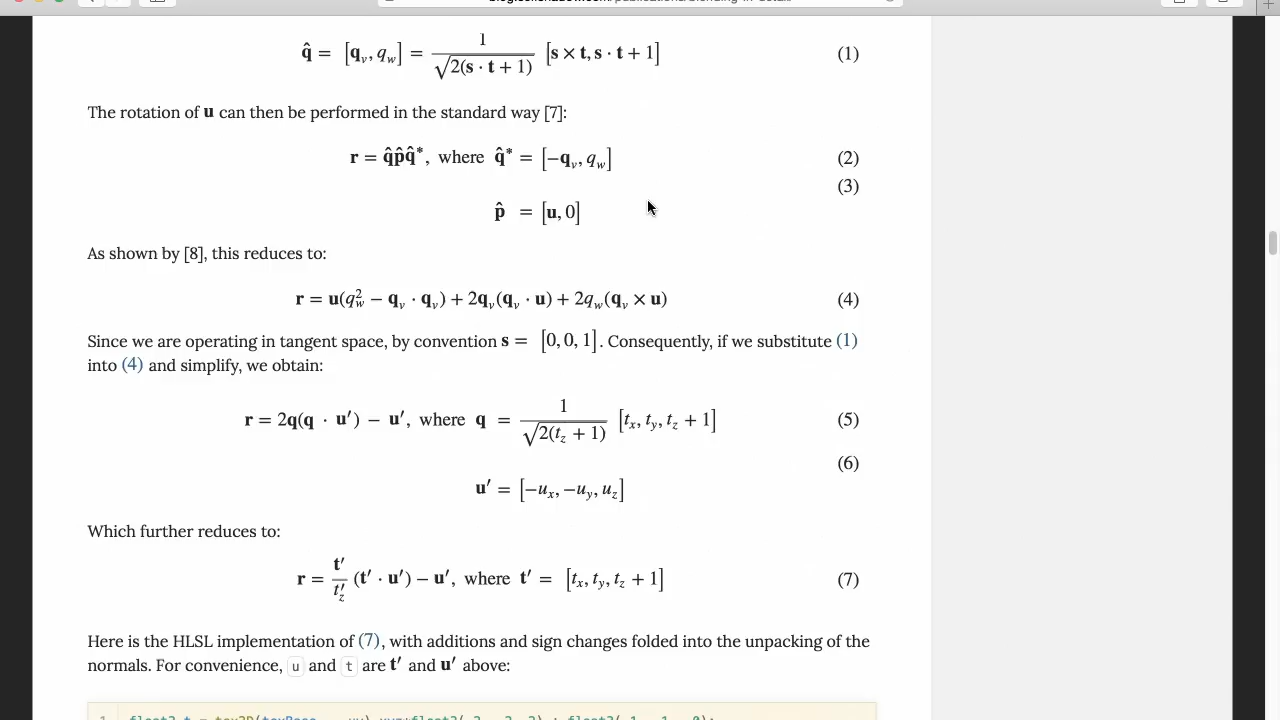 q̂ = [q_v, q_w] = 1/√2(s · t + 1) [s × t, s · t + 1] (1)
The rotation of u can then be performed in the standard way [7]:
r = q̂p̂q̂*, where q̂* = [−q_v, q_w] (2)
(3)
p̂ = [u, 0]
As shown by [8], this reduces to:
r = u(q_w² − q_v · q_v) + 2q_v(q_v · u) + 2q_w(q_v × u) (4)
Since we are operating in tangent space, by convention s = [0, 0, 1]. Consequently, if we substitute (1)
into (4) and simplify, we obtain:
r = 2q(q · u′) − u′, where q = 1/√2(t_z + 1) [t_x, t_y, t_z + 1] (5)
(6)
u′ = [−u_x, −u_y, u_z]
Which further reduces to:
r = t′/t′_z (t′ · u′) − u′, where t′ = [t_x, t_y, t_z + 1] (7)
Here is the HLSL implementation of (7), with additions and sign changes folded into the unpacking of the
normals. For convenience, u and t are t′ and u′ above: